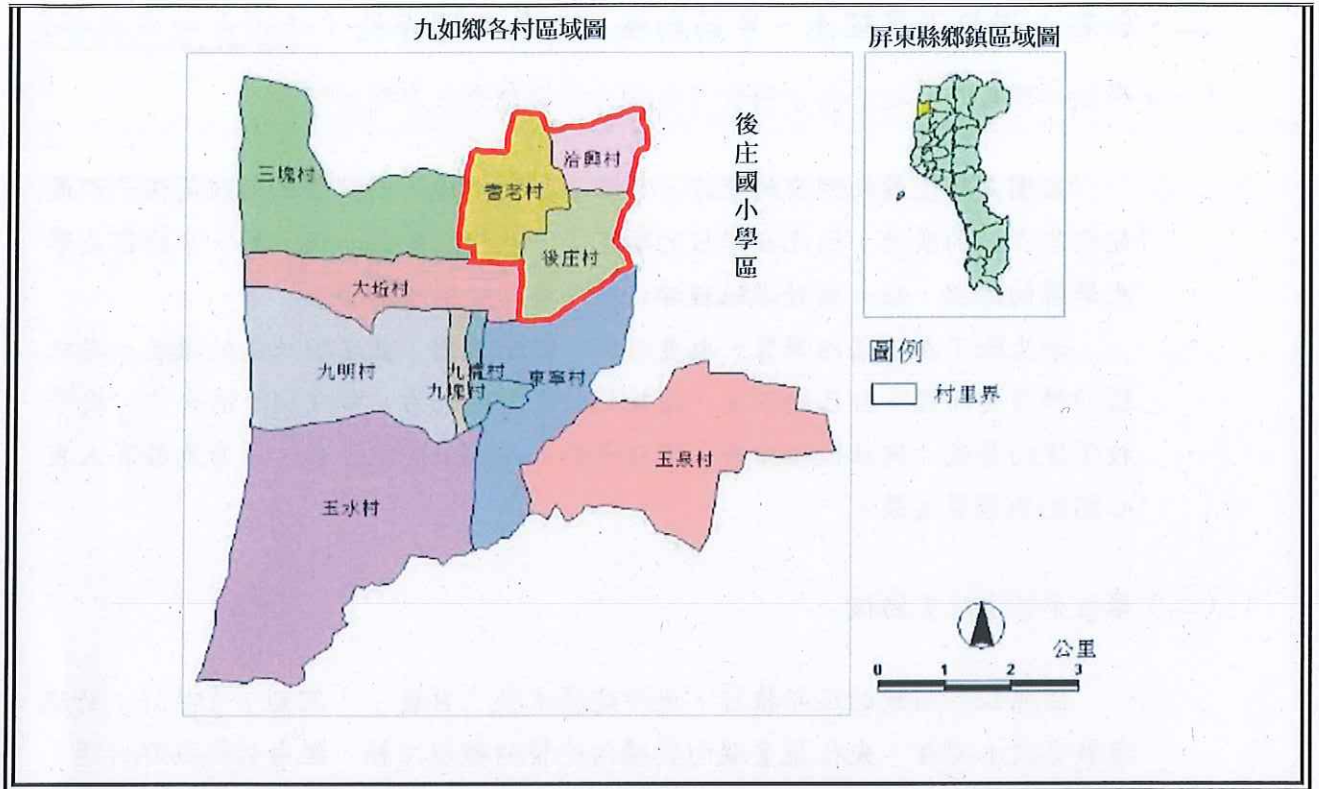 九如鄉各村區域圖
屏東縣鄉鎮區域圖
後庄國小學區
三塊村
耆老村
洽興村
後庄村
大坵村
九明村
九塊村
九清村
東寧村
玉泉村
玉水村
圖例
村里界
公里
0 1 2 3